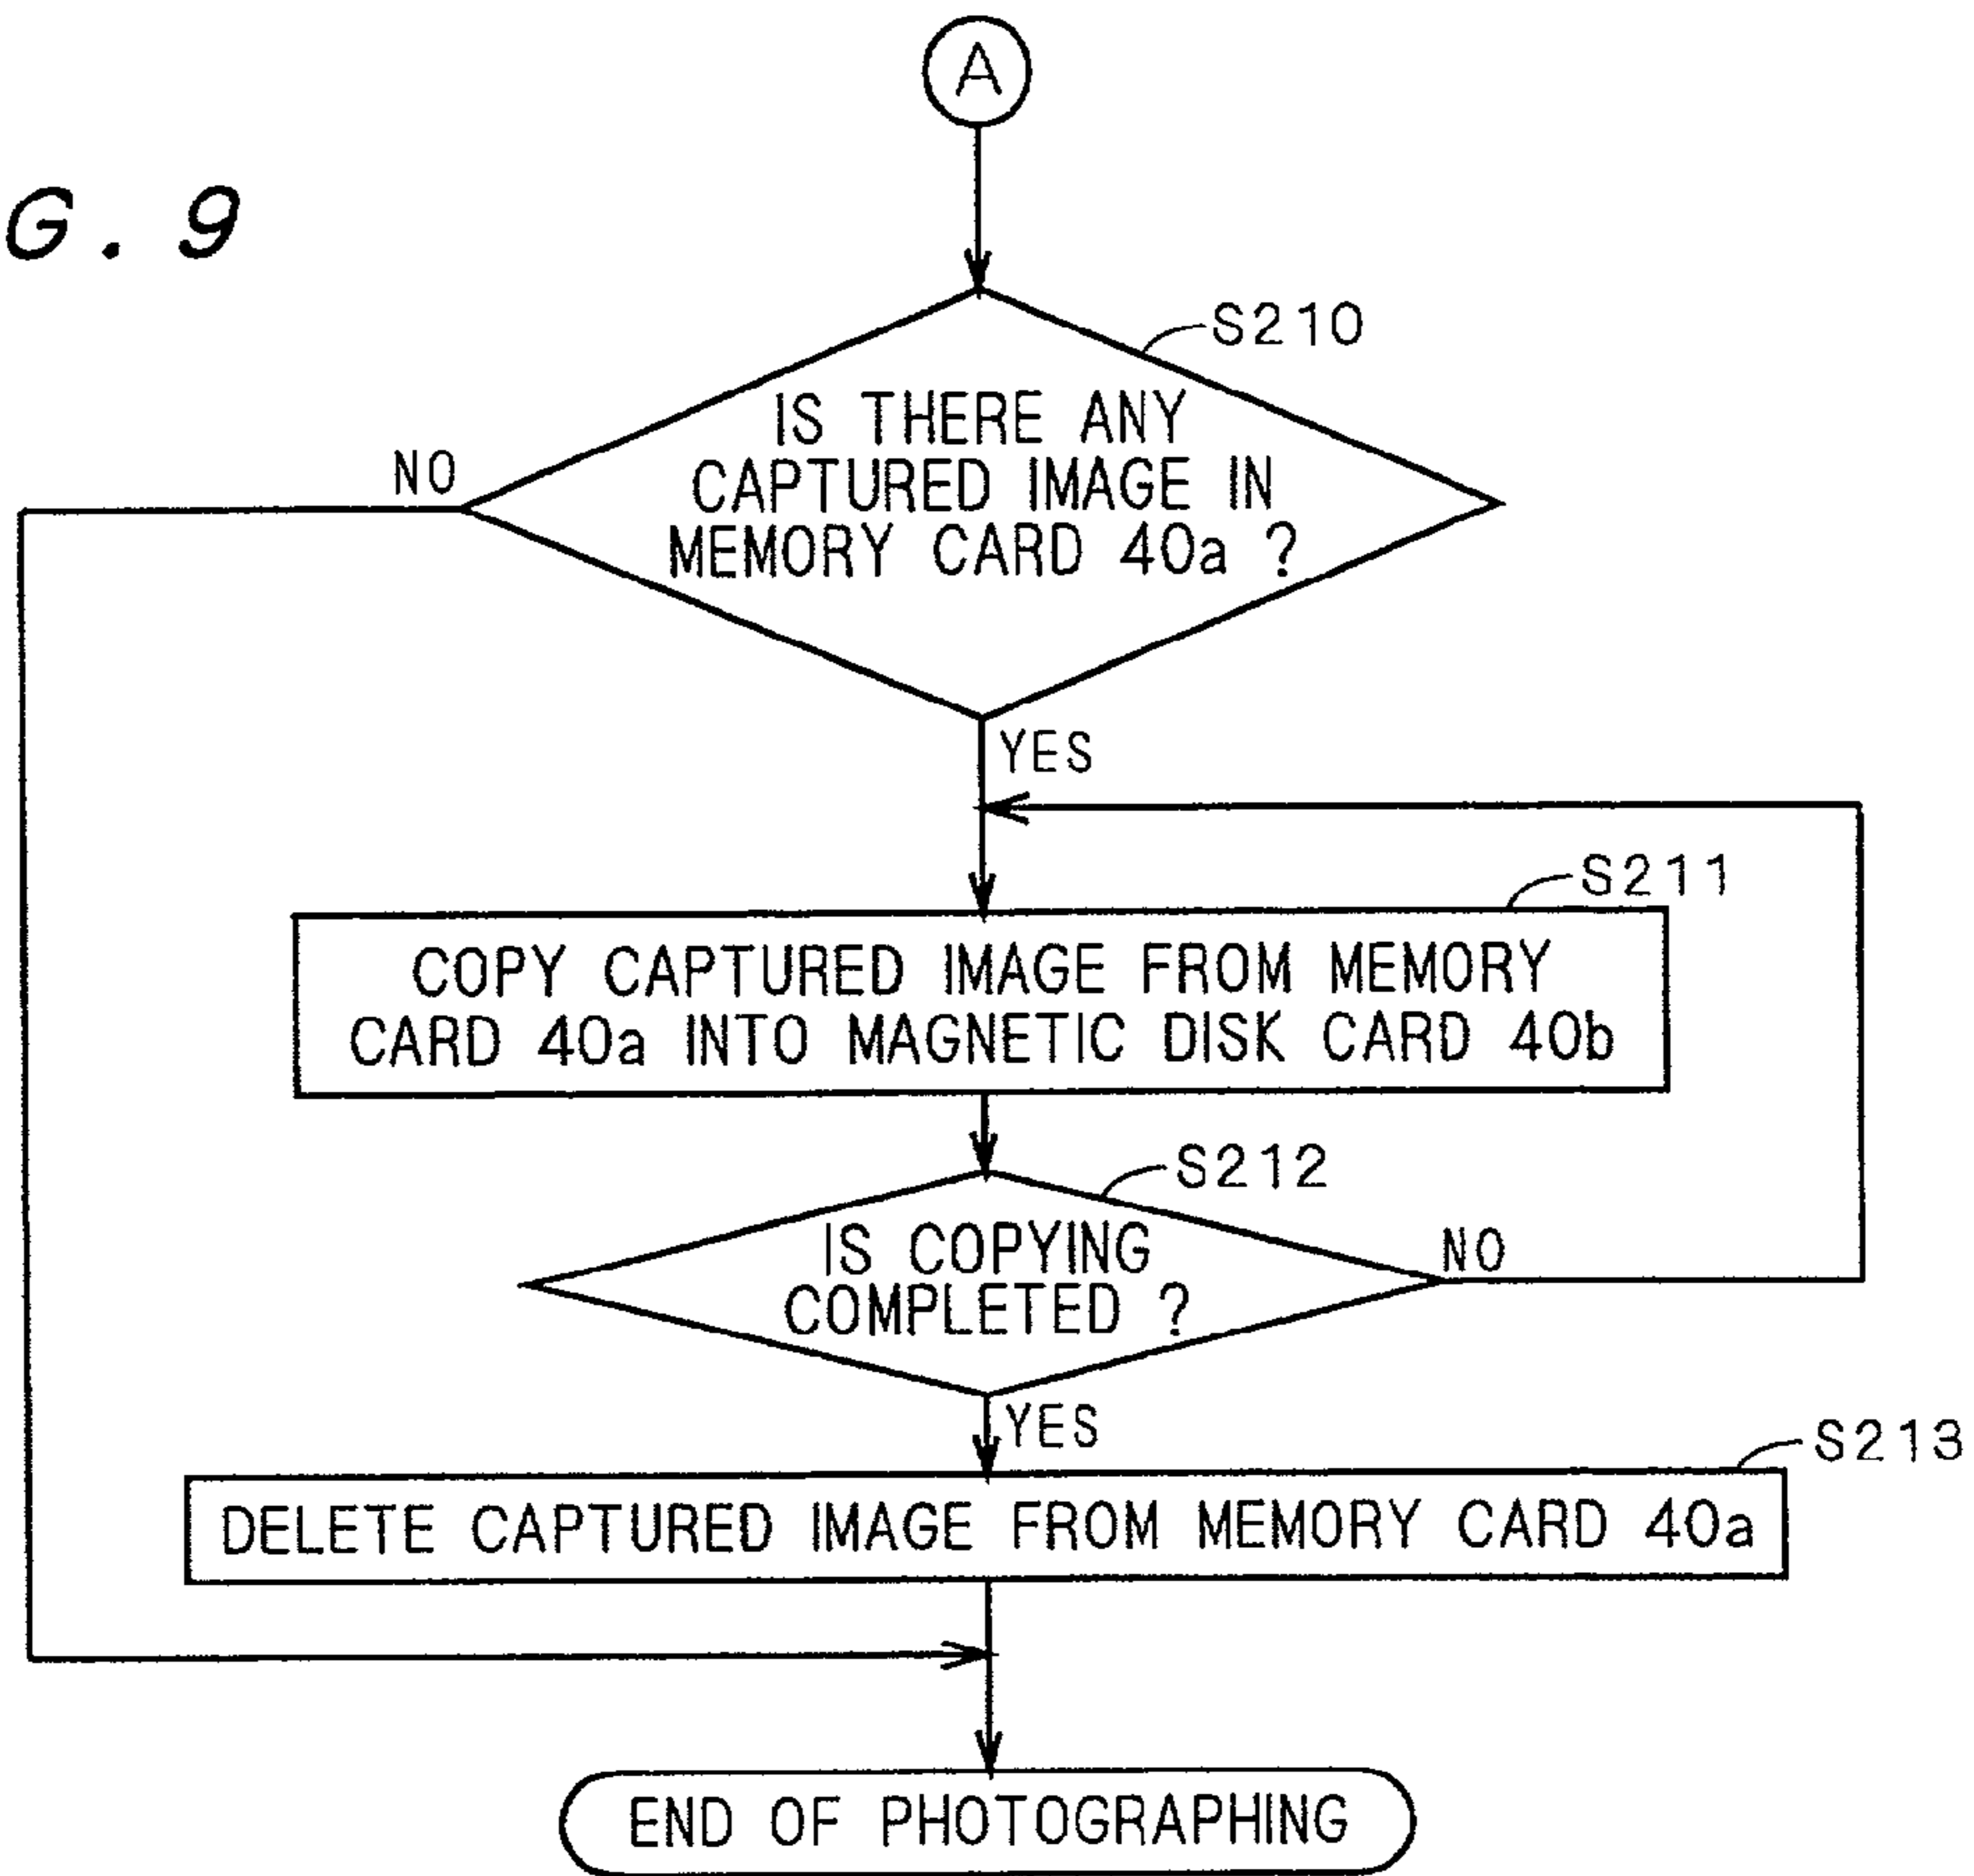 A
G. 9
S210
IS THERE ANY
CAPTURED IMAGE IN
MEMORY CARD 40a ?
NO
YES
S211
COPY CAPTURED IMAGE FROM MEMORY
CARD 40a INTO MAGNETIC DISK CARD 40b
S212
IS COPYING
COMPLETED ?
NO
YES
S213
DELETE CAPTURED IMAGE FROM MEMORY CARD 40a
END OF PHOTOGRAPHING